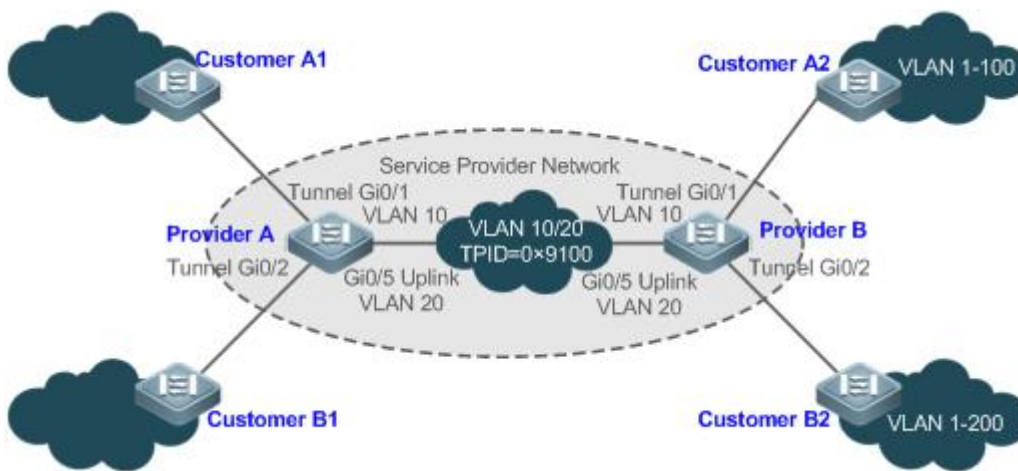 Customer A1
Customer A2
VLAN 1-100
Service Provider Network
Tunnel Gi0/1
VLAN 10
Tunnel Gi0/1
VLAN 10
Provider A
VLAN 10/20
TPID=0×9100
Provider B
Tunnel Gi0/2
Gi0/5 Uplink
VLAN 20
Gi0/5 Uplink
VLAN 20
Tunnel Gi0/2
Customer B1
Customer B2
VLAN 1-200